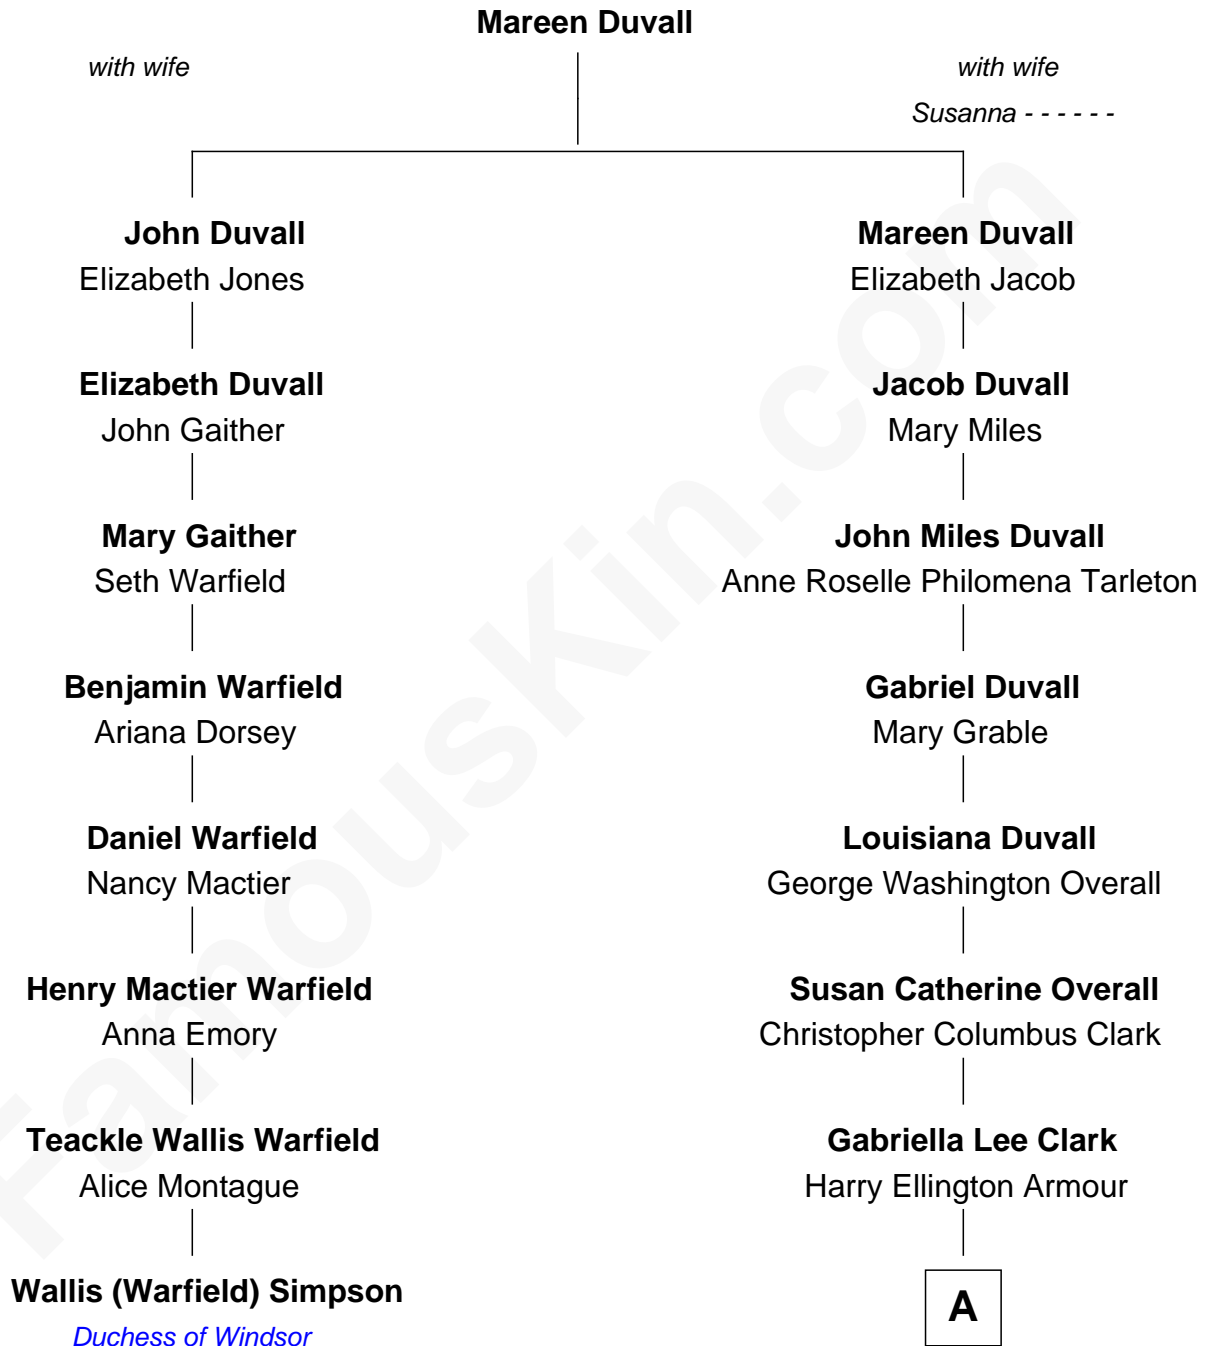 Mareen Duvall
with wife
with wife
Susanna - - - - - -
John Duvall
Elizabeth Jones
Mareen Duvall
Elizabeth Jacob
Elizabeth Duvall
John Gaither
Jacob Duvall
Mary Miles
Mary Gaither
Seth Warfield
John Miles Duvall
Anne Roselle Philomena Tarleton
Benjamin Warfield
Ariana Dorsey
Gabriel Duvall
Mary Grable
Daniel Warfield
Nancy Mactier
Louisiana Duvall
George Washington Overall
Henry Mactier Warfield
Anna Emory
Susan Catherine Overall
Christopher Columbus Clark
Teackle Wallis Warfield
Alice Montague
Gabriella Lee Clark
Harry Ellington Armour
Wallis (Warfield) Simpson
Duchess of Windsor
A
FamousKin.com